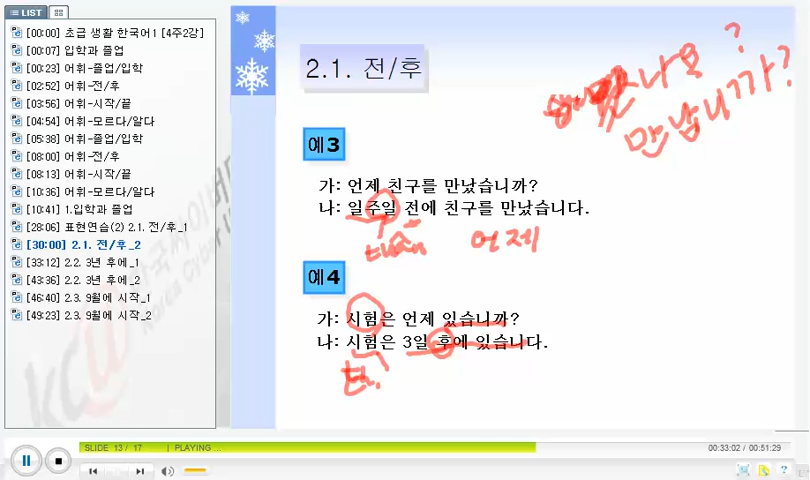 LIST
[00:00] 초급 생활 한국어1 [4주2강]
[00:07] 입학과 졸업
[00:23] 어휘-졸업/입학
[02:52] 어휘-전/후
[03:56] 어휘-시작/끝
[04:54] 어휘-모르다/알다
[05:38] 어휘-졸업/입학
[08:00] 어휘-전/후
[08:13] 어휘-시작/끝
[10:36] 어휘-모르다/알다
[10:41] 1.입학과 졸업
[28:06] 표현연습(2) 2.1. 전/후_1
[30:00] 2.1. 전/후_2
[33:12] 2.2. 3년 후에_1
[43:36] 2.2. 3년 후에_2
[46:40] 2.3. 9월에 시작_1
[49:23] 2.3. 9월에 시작_2
2.1. 전/후
만납니까?
예3
가: 언제 친구를 만났습니까?
나: 일주일 전에 친구를 만났습니다.
언제
예4
가: 시험은 언제 있습니까?
나: 시험은 3일 후에 있습니다.
SLIDE 13 / 17 | PLAYING ...
00:33:02 / 00:51:29